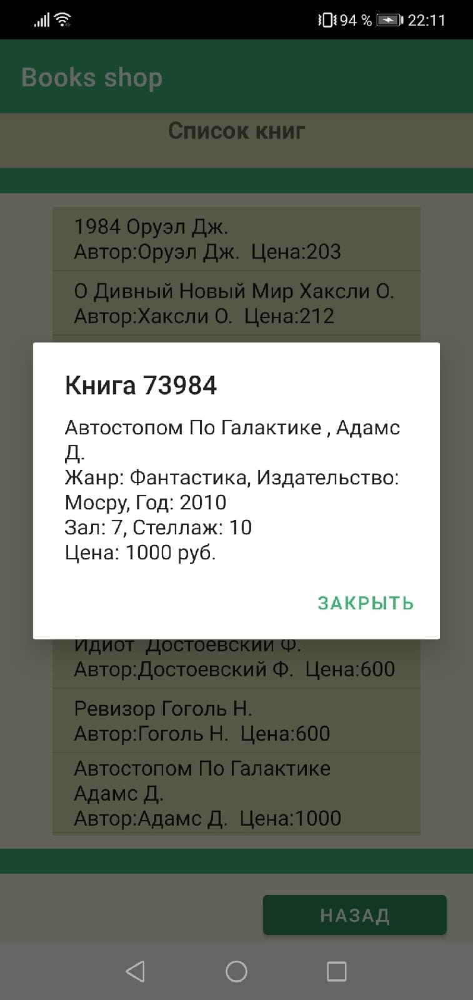 94 % 22:11
Books shop
Список книг
1984 Оруэл Дж.
Автор:Оруэл Дж.  Цена:203
О Дивный Новый Мир Хаксли О.
Автор:Хаксли О.  Цена:212
Книга 73984
Автостопом По Галактике , Адамс
Д.
Жанр: Фантастика, Издательство:
Мосру, Год: 2010
Зал: 7, Стеллаж: 10
Цена: 1000 руб.
ЗАКРЫТЬ
Идиот  Достоевский Ф.
Автор:Достоевский Ф.  Цена:600
Ревизор Гоголь Н.
Автор:Гоголь Н.  Цена:600
Автостопом По Галактике
Адамс Д.
Автор:Адамс Д.  Цена:1000
НАЗАД